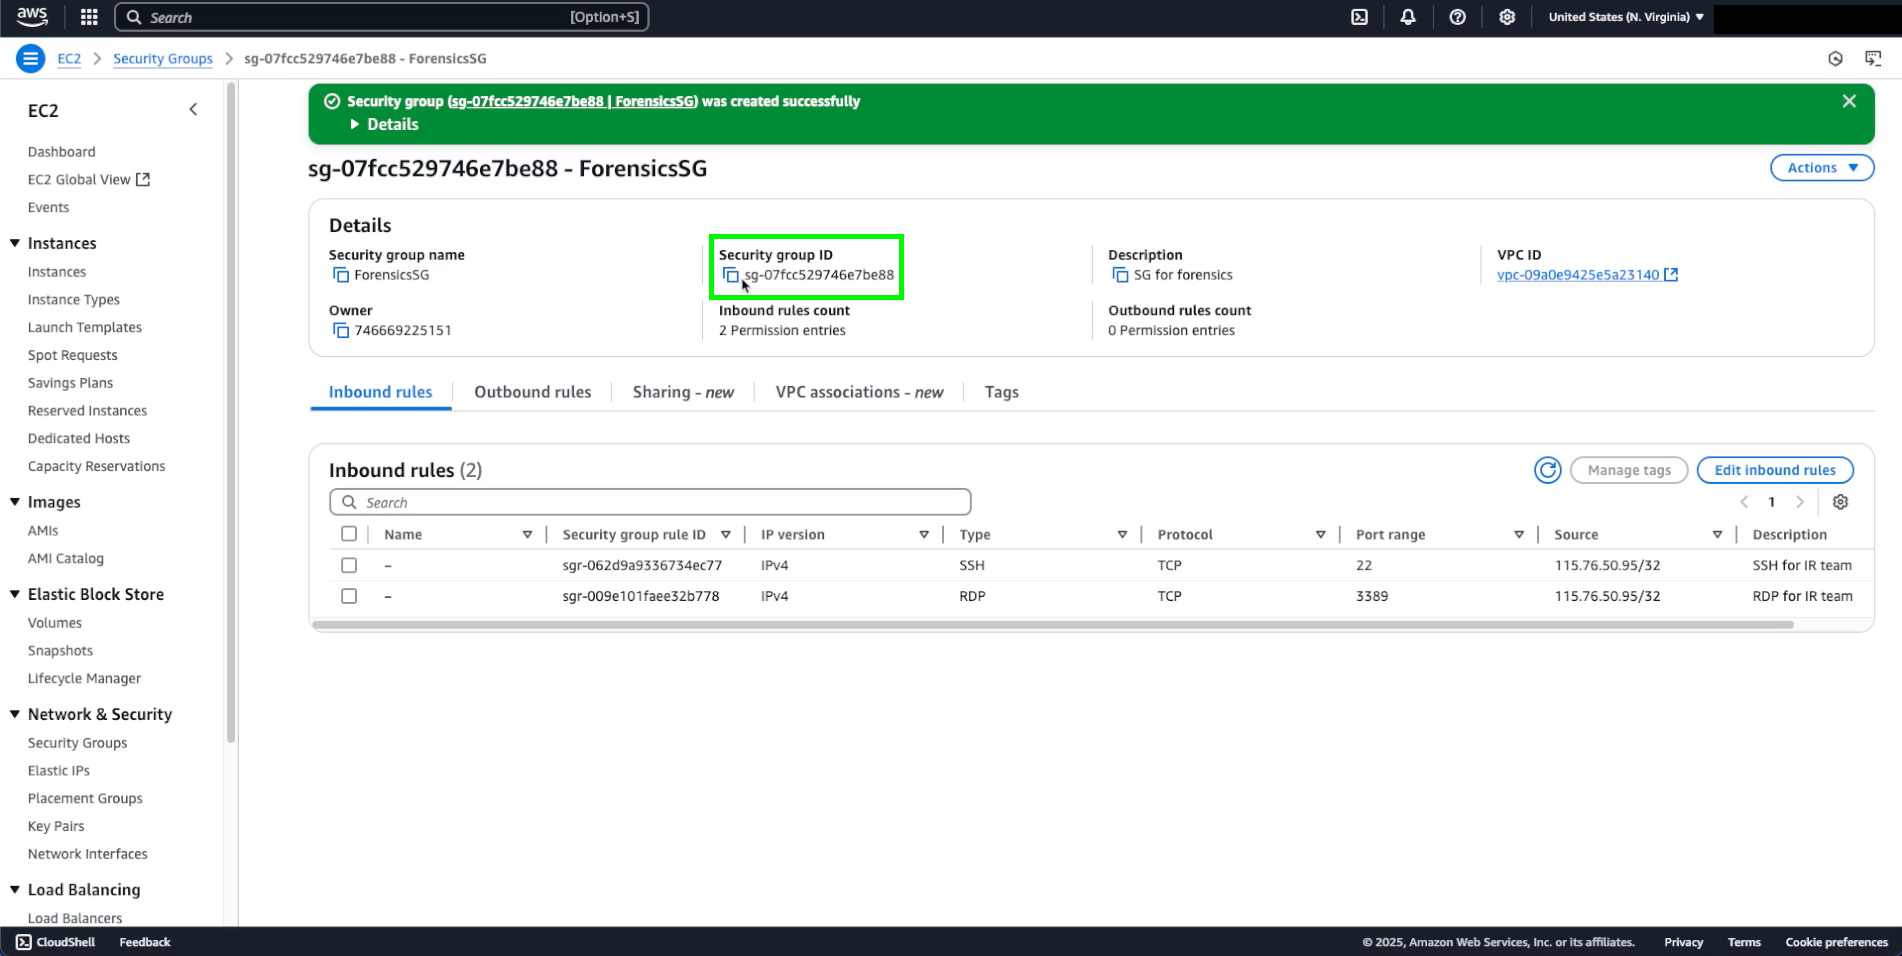 aws
Search [Option+S]
United States (N. Virginia)
EC2 > Security Groups > sg-07fcc529746e7be88 - ForensicsSG
EC2
Dashboard
EC2 Global View
Events
Instances
Instances
Instance Types
Launch Templates
Spot Requests
Savings Plans
Reserved Instances
Dedicated Hosts
Capacity Reservations
Images
AMIs
AMI Catalog
Elastic Block Store
Volumes
Snapshots
Lifecycle Manager
Network & Security
Security Groups
Elastic IPs
Placement Groups
Key Pairs
Network Interfaces
Load Balancing
Load Balancers
Security group (sg-07fcc529746e7be88 | ForensicsSG) was created successfully
Details
sg-07fcc529746e7be88 - ForensicsSG
Actions
Details
Security group name
ForensicsSG
Security group ID
sg-07fcc529746e7be88
Description
SG for forensics
VPC ID
vpc-09a0e9425e5a23140
Owner
746669225151
Inbound rules count
2 Permission entries
Outbound rules count
0 Permission entries
Inbound rules Outbound rules Sharing - new VPC associations - new Tags
Inbound rules (2)
Manage tags Edit inbound rules
Search
1
Name Security group rule ID IP version Type Protocol Port range Source Description
– sgr-062d9a9336734ec77 IPv4 SSH TCP 22 115.76.50.95/32 SSH for IR team
– sgr-009e101faee32b778 IPv4 RDP TCP 3389 115.76.50.95/32 RDP for IR team
CloudShell Feedback © 2025, Amazon Web Services, Inc. or its affiliates. Privacy Terms Cookie preferences